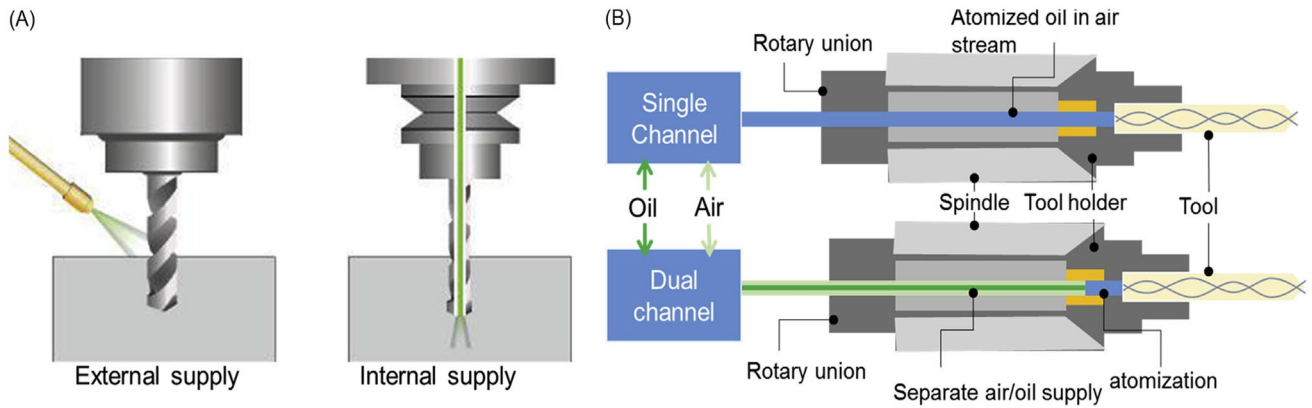 (A)
External supply
Internal supply
(B)
Atomized oil in air
stream
Rotary union
Single
Channel
Oil
Air
Spindle
Tool holder
Tool
Dual
channel
Rotary union
Separate air/oil supply
atomization